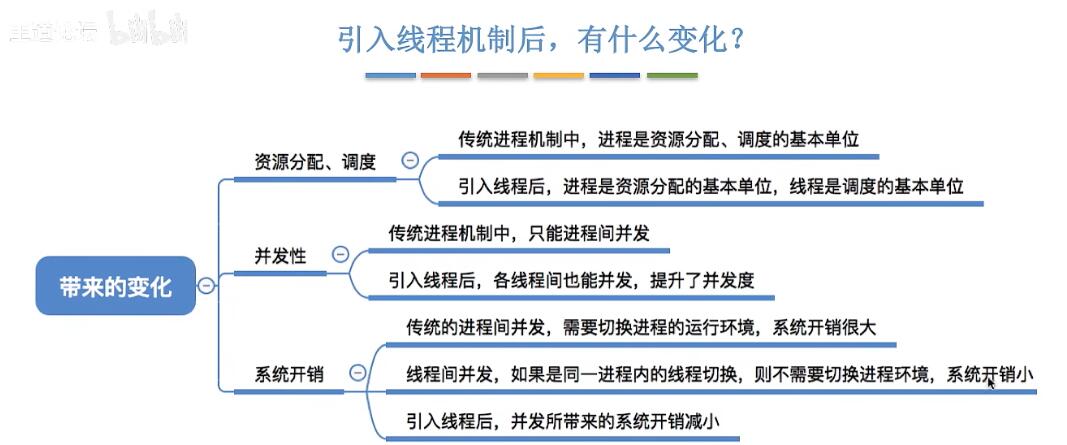 bilibili
引入线程机制后，有什么变化？
带来的变化
资源分配、调度
传统进程机制中，进程是资源分配、调度的基本单位
引入线程后，进程是资源分配的基本单位，线程是调度的基本单位
并发性
传统进程机制中，只能进程间并发
引入线程后，各线程间也能并发，提升了并发度
系统开销
传统的进程间并发，需要切换进程的运行环境，系统开销很大
线程间并发，如果是同一进程内的线程切换，则不需要切换进程环境，系统开销小
引入线程后，并发所带来的系统开销减小